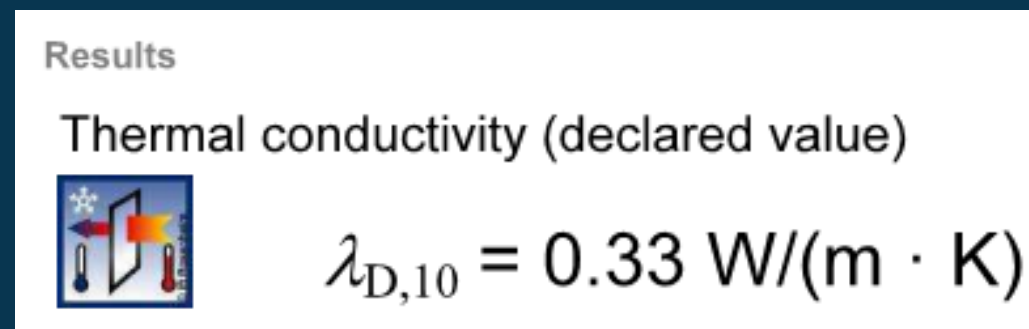 Results
Thermal conductivity (declared value)
λD,10 = 0.33 W/(m · K)